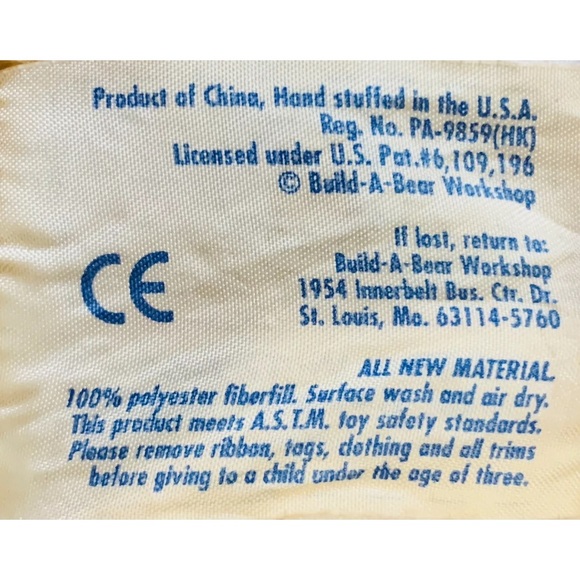 Product of China, Hand stuffed in the U.S.A.
Reg. No. PA-9859(HK)
Licensed under U.S. Pat.#6,109,196
© Build-A-Bear Workshop
If lost, return to:
Build-A-Bear Workshop
1954 Innerbelt Bus. Ctr. Dr.
St. Louis, Mo. 63114-5760
CE
ALL NEW MATERIAL
100% polyester fiberfill. Surface wash and air dry.
This product meets A.S.T.M. toy safety standards.
Please remove ribbon, tags, clothing and all trims
before giving to a child under the age of three.